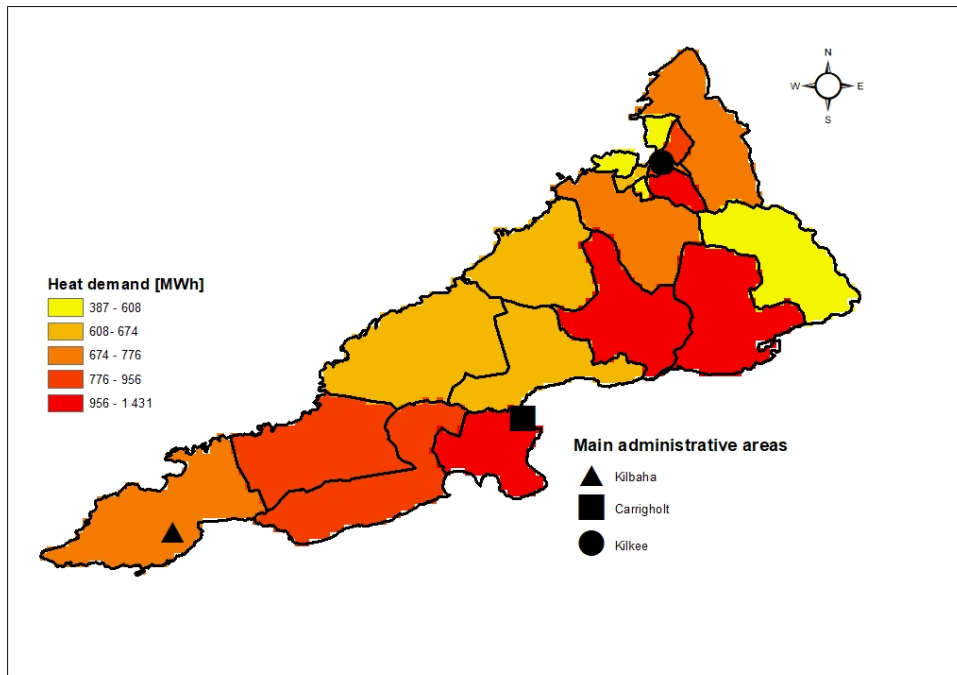 N
W E
S
Heat demand [MWh]
387 - 608
608- 674
674 - 776
776 - 956
956 - 1 431
Main administrative areas
Kilbaha
Carrigholt
Kilkee